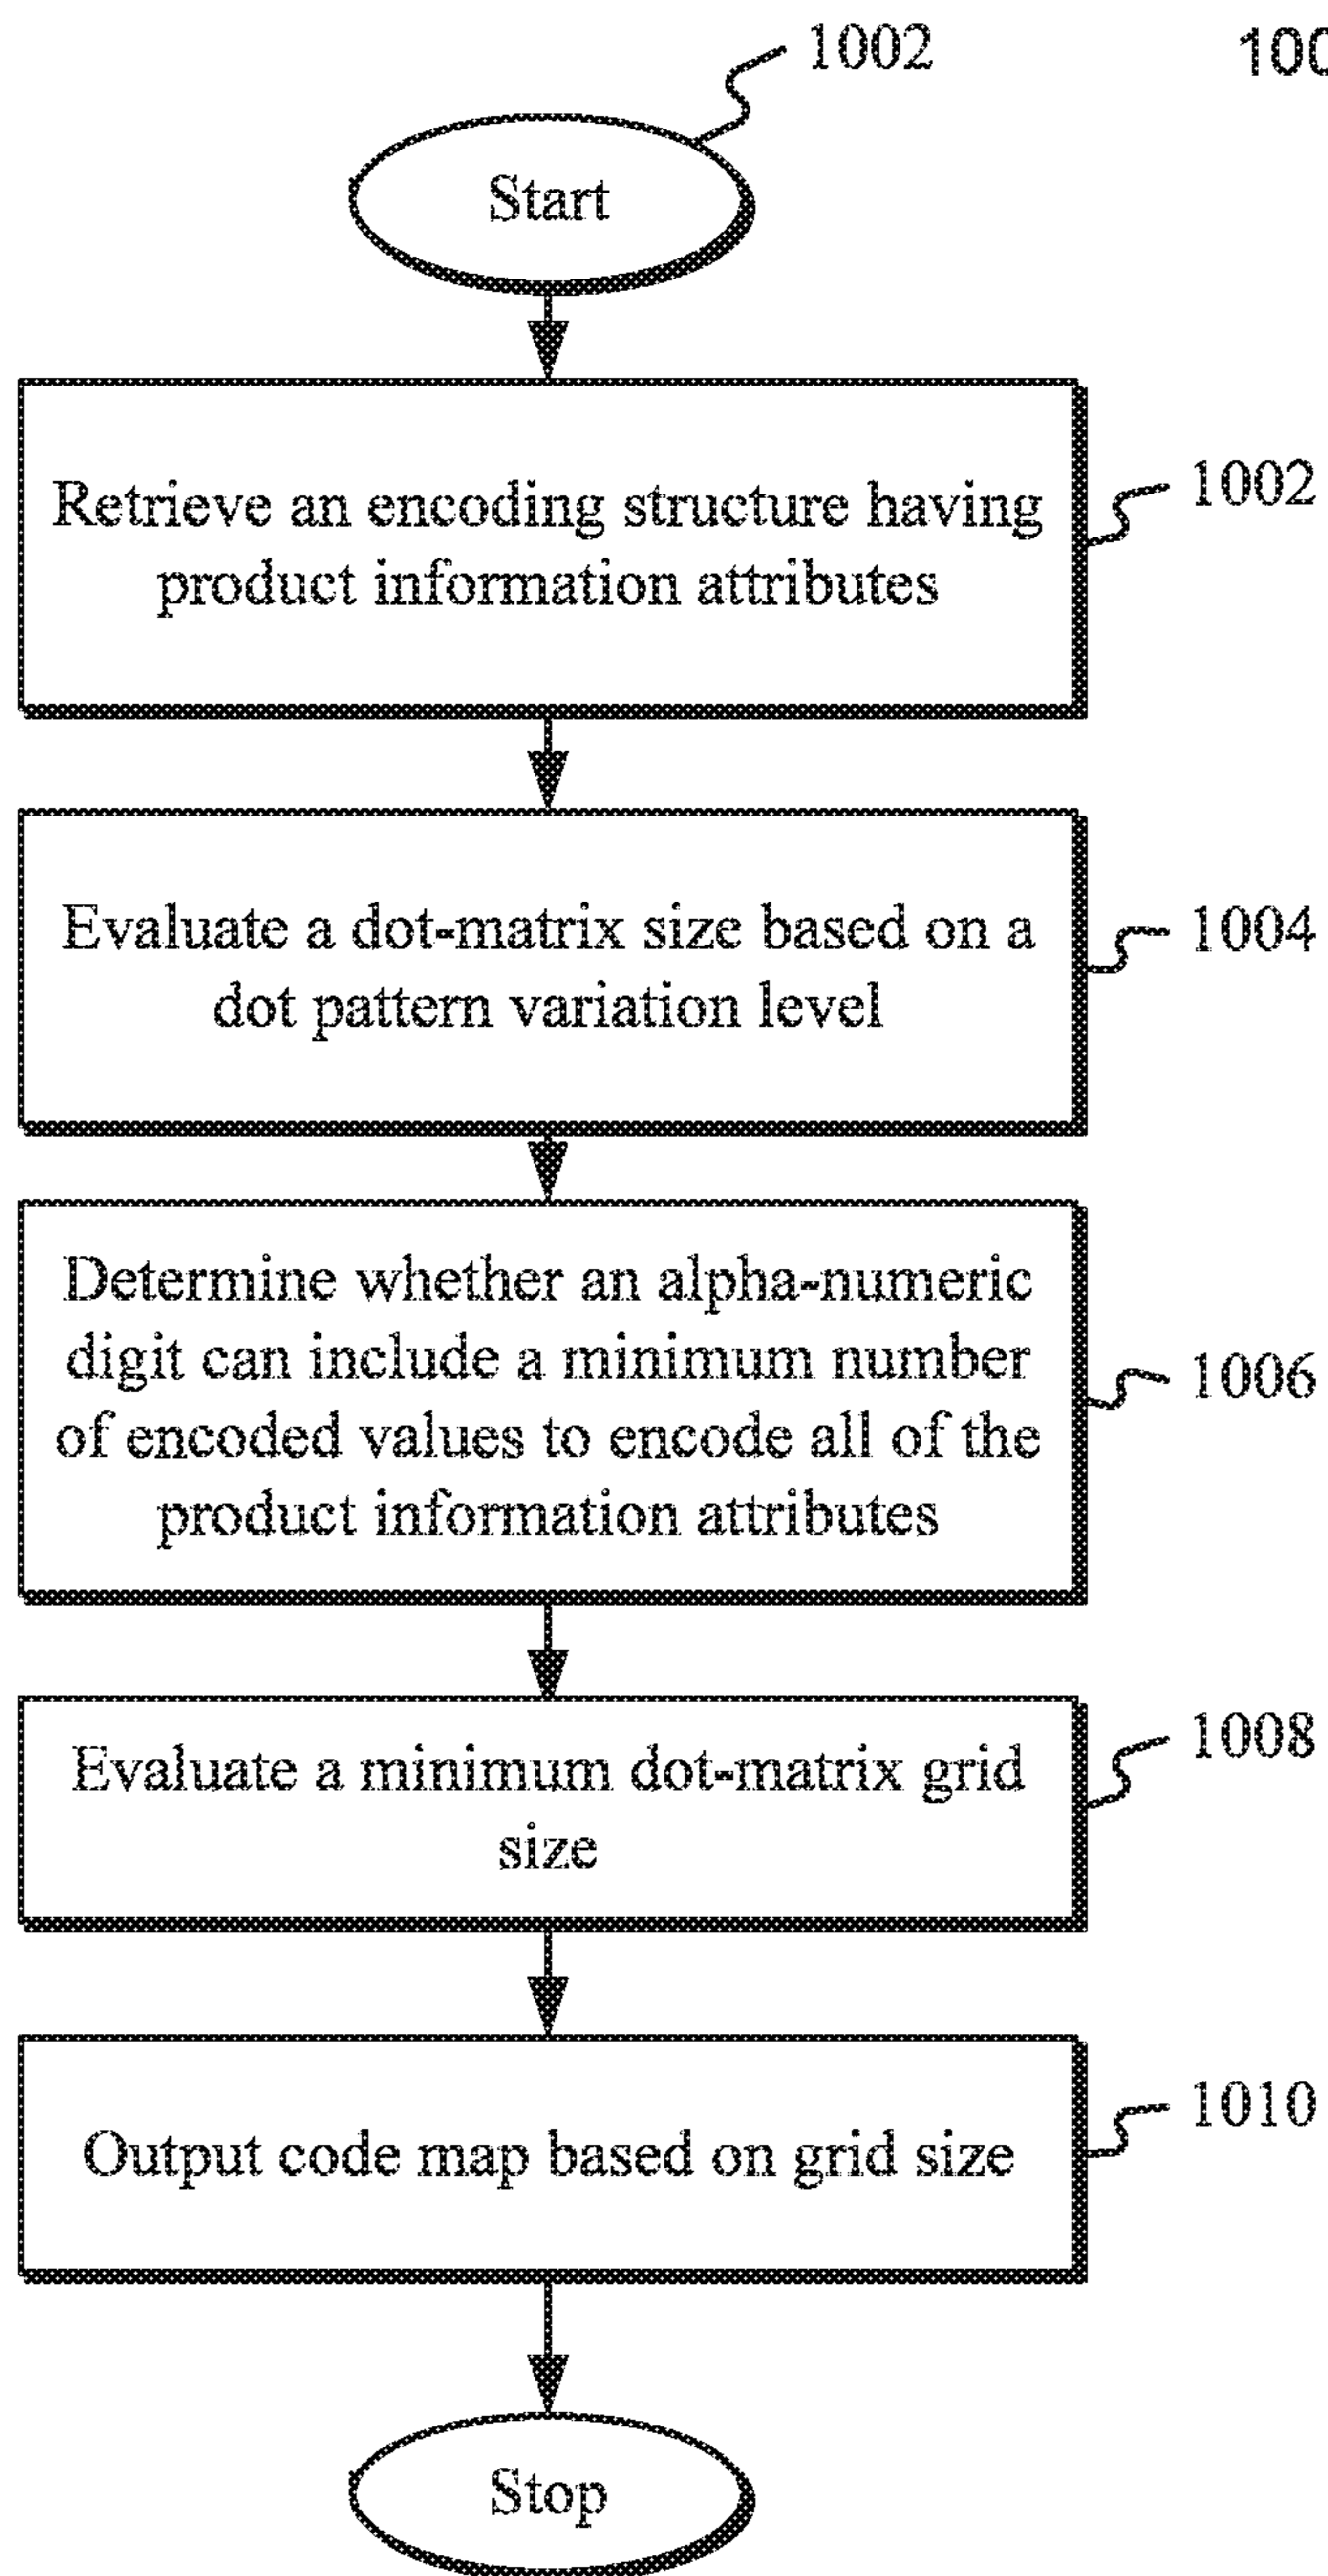 1002
100
Start
Retrieve an encoding structure having
product information attributes
1002
Evaluate a dot-matrix size based on a
dot pattern variation level
1004
Determine whether an alpha-numeric
digit can include a minimum number
of encoded values to encode all of the
product information attributes
1006
Evaluate a minimum dot-matrix grid
size
1008
Output code map based on grid size
1010
Stop